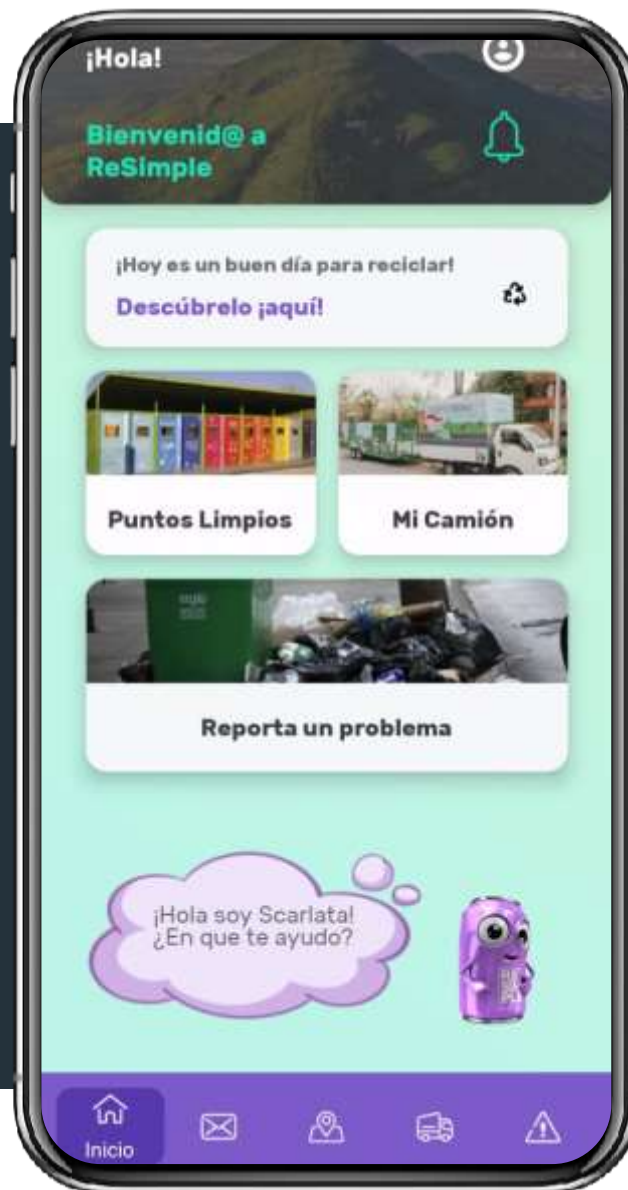 ¡Hola!
Bienvenid@ a
ReSimple
¡Hoy es un buen día para reciclar!
Descúbrelo ¡aquí!
Puntos Limpios
Mi Camión
Reporta un problema
¡Hola soy Scarlata!
¿En que te ayudo?
Inicio